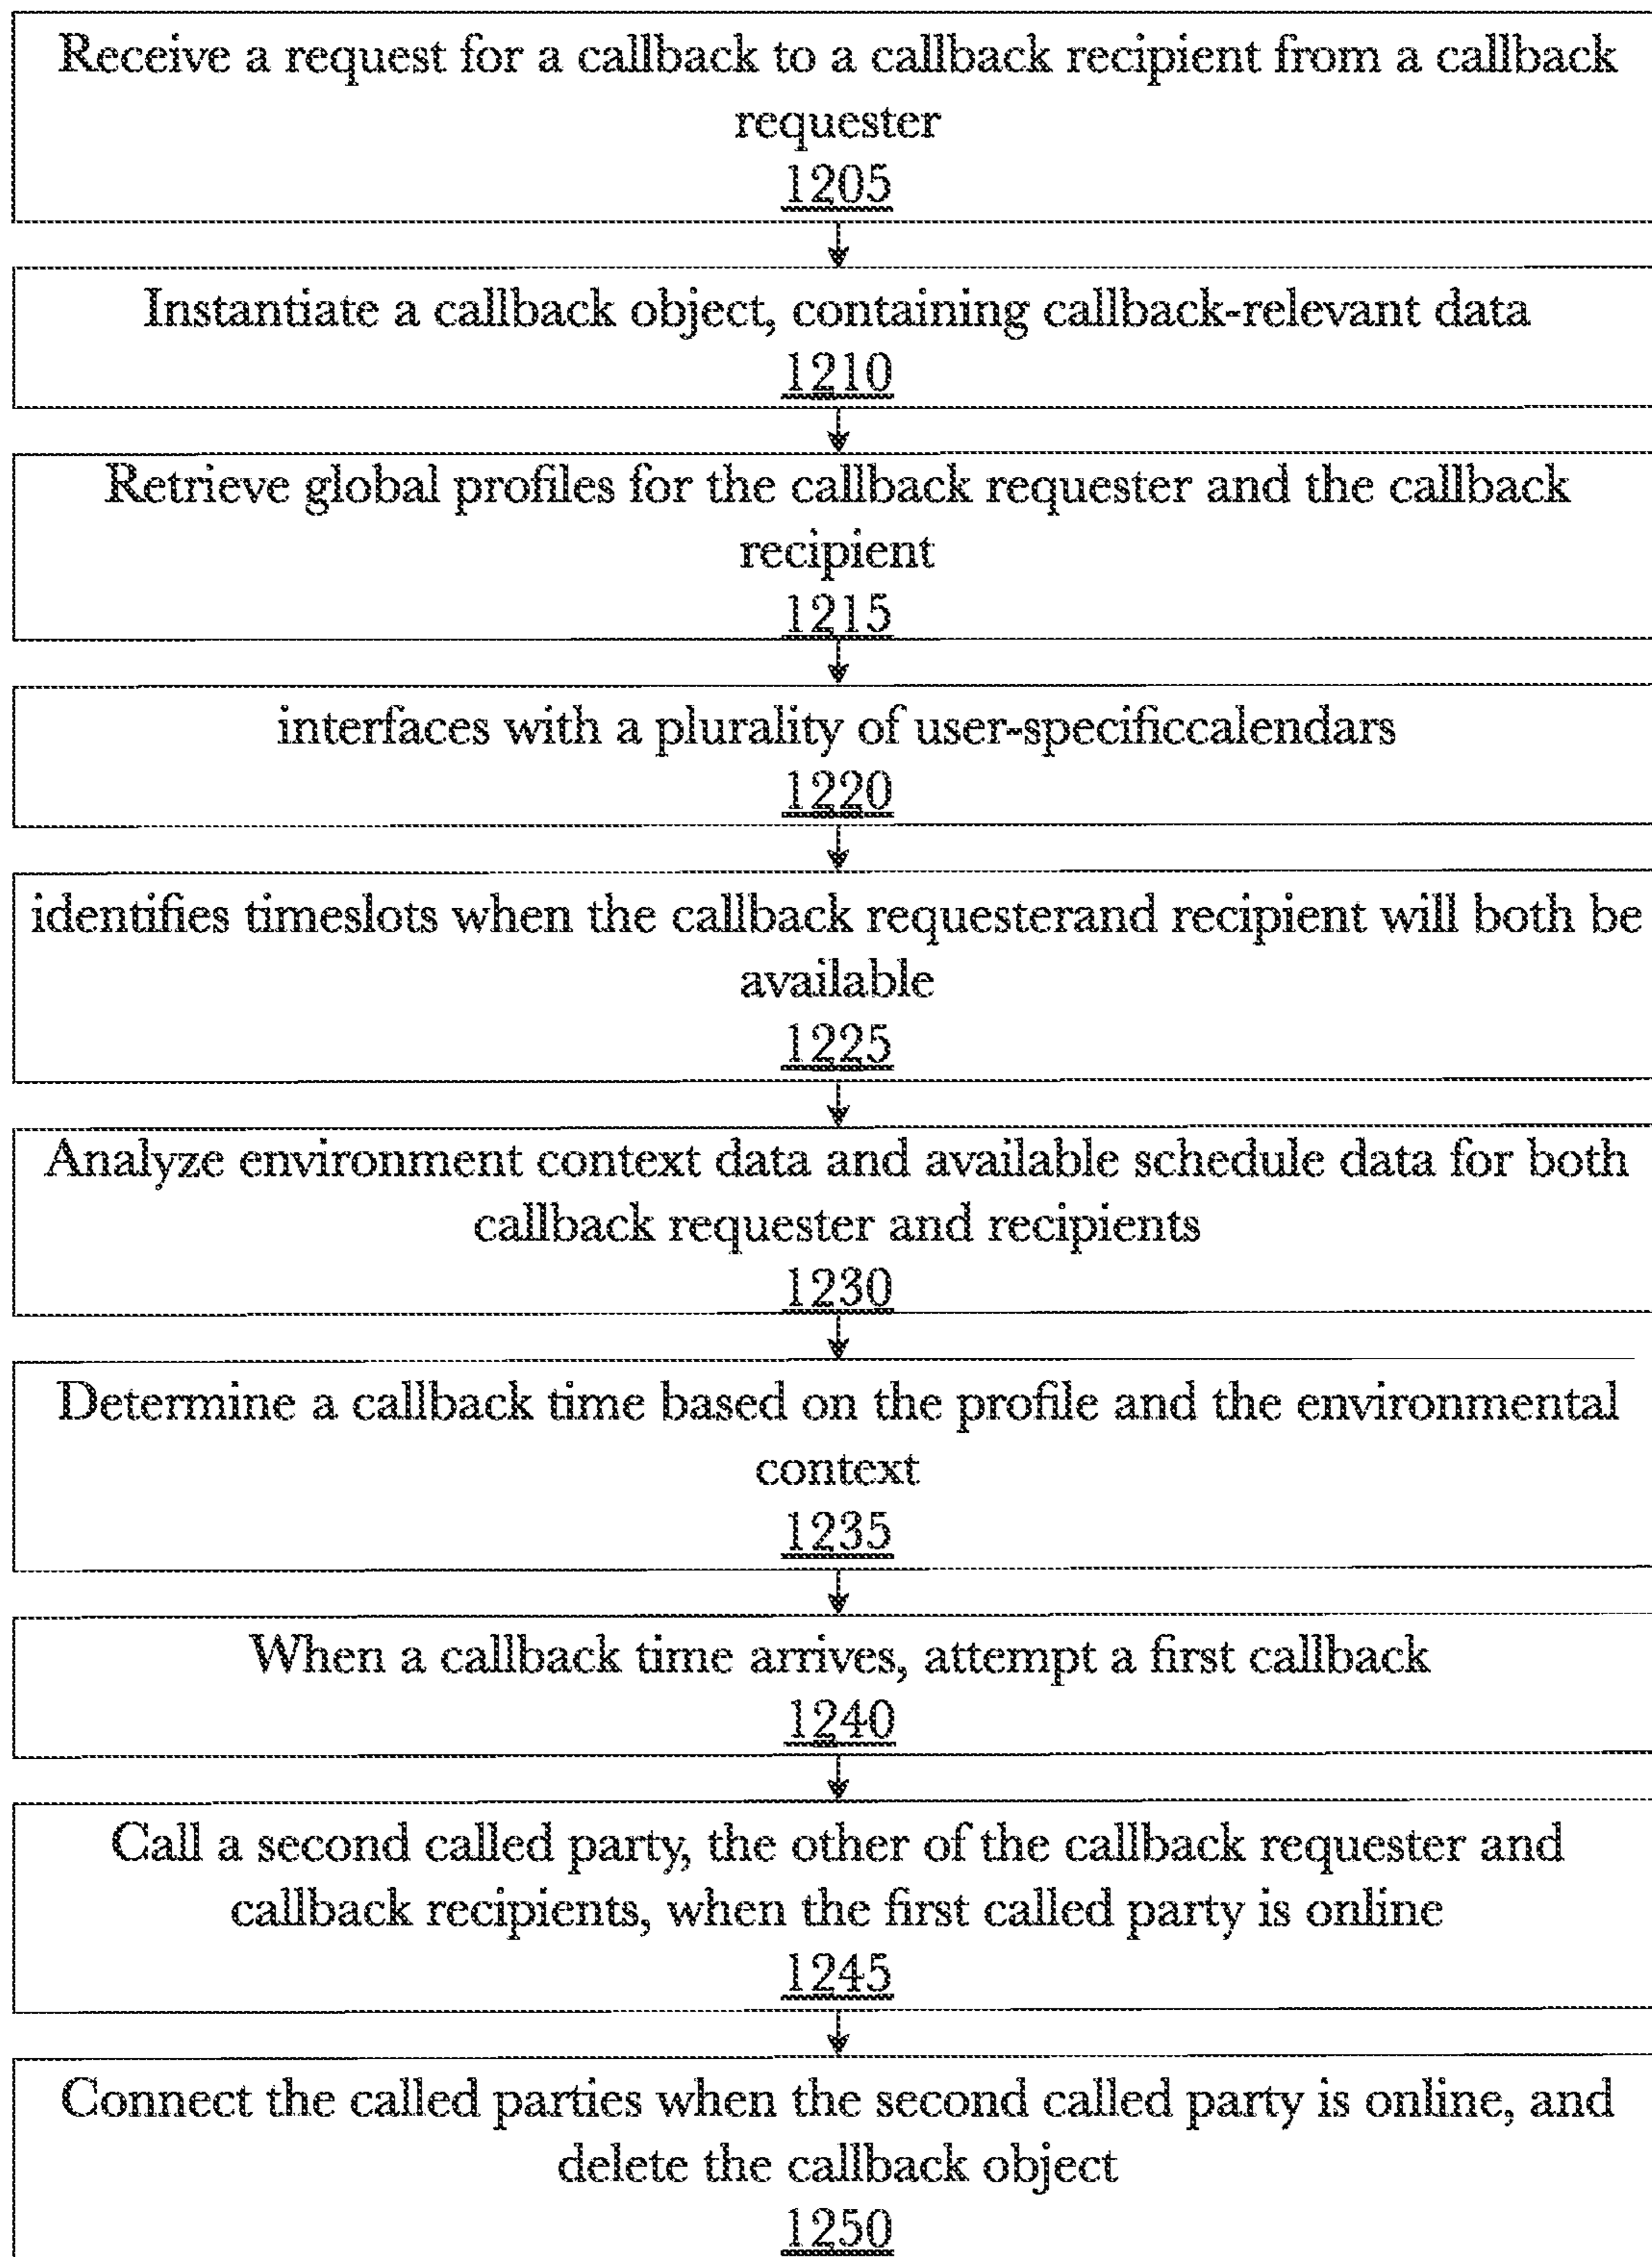 Receive a request for a callback to a callback recipient from a callback
requester
1205
Instantiate a callback object, containing callback-relevant data
1210
Retrieve global profiles for the callback requester and the callback
recipient
1215
interfaces with a plurality of user-specificcalendars
1220
identifies timeslots when the callback requesterand recipient will both be
available
1225
Analyze environment context data and available schedule data for both
callback requester and recipients
1230
Determine a callback time based on the profile and the environmental
context
1235
When a callback time arrives, attempt a first callback
1240
Call a second called party, the other of the callback requester and
callback recipients, when the first called party is online
1245
Connect the called parties when the second called party is online, and
delete the callback object
1250